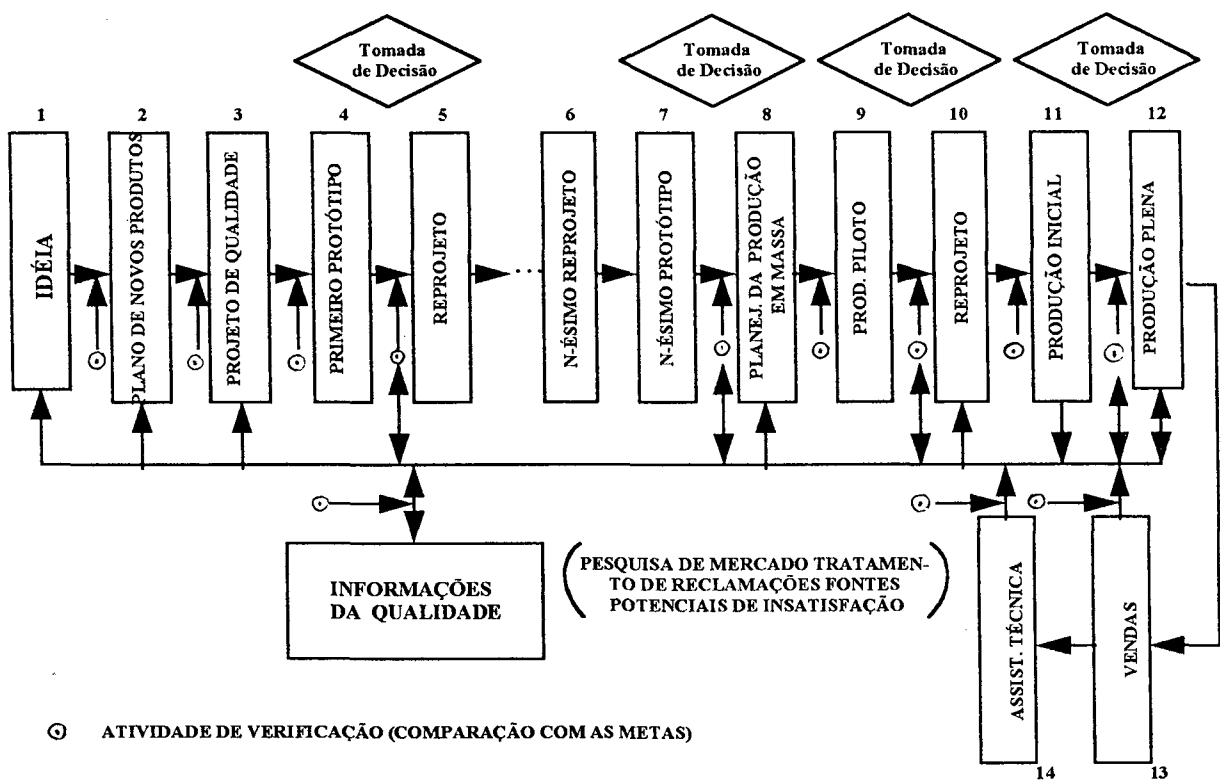 Tomada
de Decisão
Tomada
de Decisão
Tomada
de Decisão
Tomada
de Decisão
1
2
3
4
5
6
7
8
9
10
11
12
IDÉIA
PLANO DE NOVOS PRODUTOS
PROJETO DE QUALIDADE
PRIMEIRO PROTÓTIPO
REPROJETO
...
N-ÉSIMO REPROJETO
N-ÉSIMO PROTÓTIPO
PLANEJ. DA PRODUÇÃO
EM MASSA
PROD. PILOTO
REPROJETO
PRODUÇÃO INICIAL
PRODUÇÃO PLENA
INFORMAÇÕES
DA QUALIDADE
(PESQUISA DE MERCADO TRATAMEN-
TO DE RECLAMAÇÕES FONTES
POTENCIAIS DE INSATISFAÇÃO)
ASSIST. TÉCNICA
VENDAS
14
13
ATIVIDADE DE VERIFICAÇÃO (COMPARAÇÃO COM AS METAS)